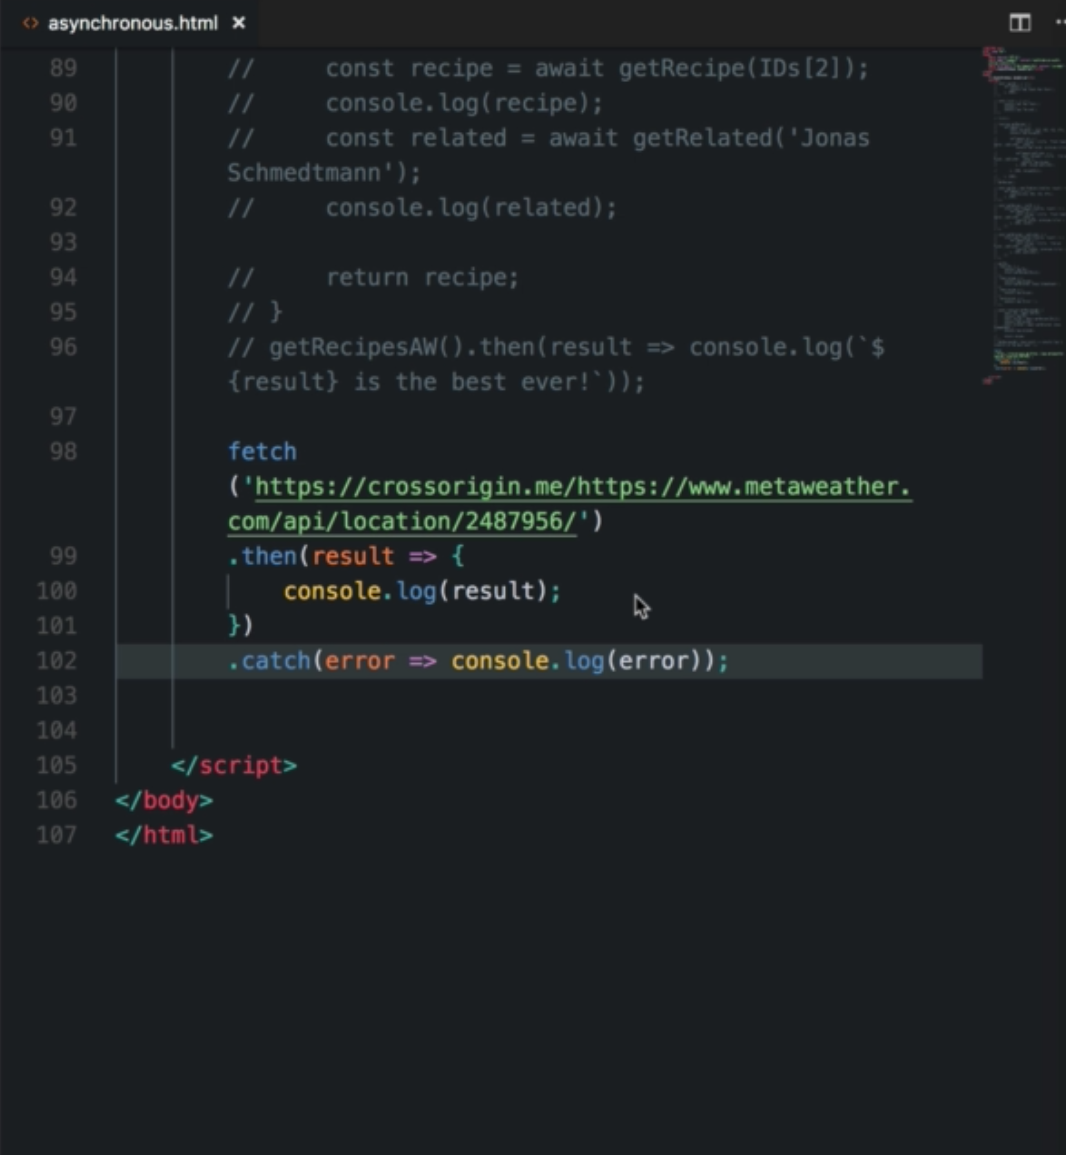 asynchronous.html ×
89 // const recipe = await getRecipe(IDs[2]);
90 // console.log(recipe);
91 // const related = await getRelated('Jonas
Schmedtmann');
92 // console.log(related);
93
94 // return recipe;
95 // }
96 // getRecipesAW().then(result => console.log(`$
{result} is the best ever!`));
97
98 fetch
('https://crossorigin.me/https://www.metaweather.
com/api/location/2487956/')
99 .then(result => {
100 console.log(result);
101 })
102 .catch(error => console.log(error));
103
104
105 </script>
106 </body>
107 </html>